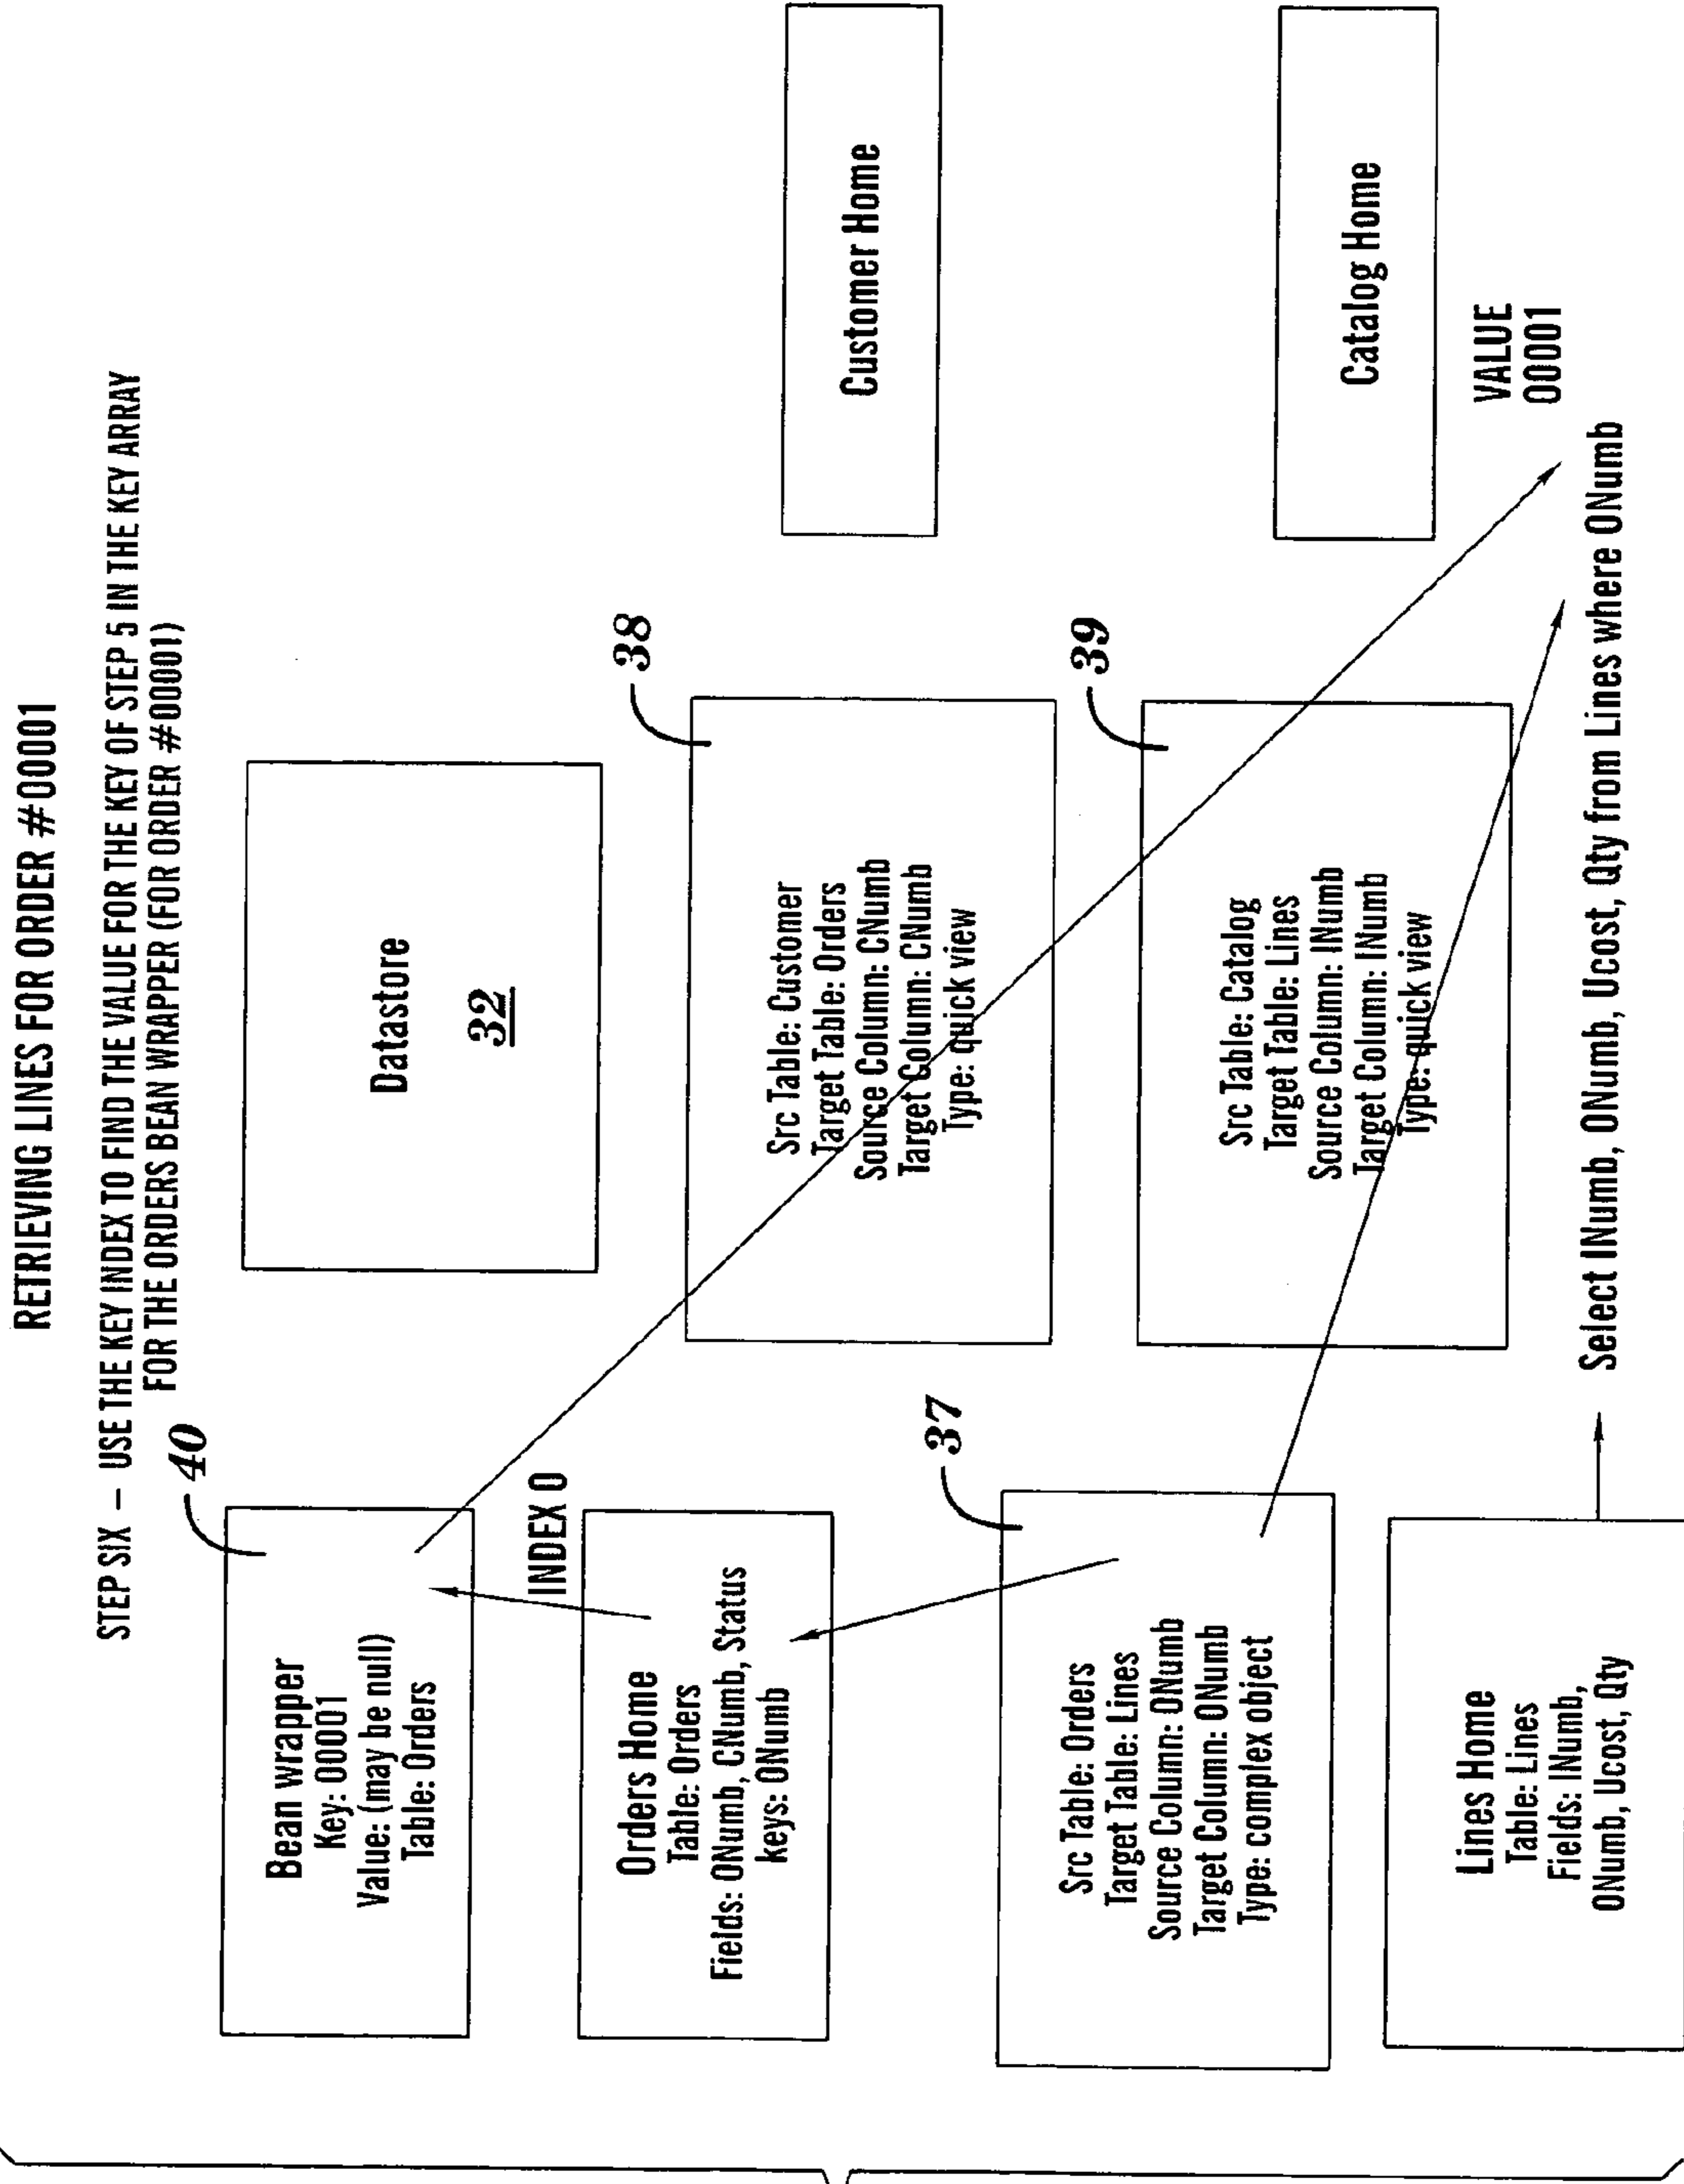 RETRIEVING LINES FOR ORDER #00001
STEP SIX – USE THE KEY INDEX TO FIND THE VALUE FOR THE KEY OF STEP 5 IN THE KEY ARRAY
FOR THE ORDERS BEAN WRAPPER (FOR ORDER #00001)
40
Bean wrapper
Key: 00001
Value: (may be null)
Table: Orders
Datastore
32
INDEX 0
Orders Home
Table: Orders
Fields: ONumb, CNumb, Status
keys: ONumb
38
Src Table: Customer
Target Table: Orders
Source Column: CNumb
Target Column: CNumb
Type: quick view
Customer Home
37
Src Table: Orders
Target Table: Lines
Source Column: ONumb
Target Column: ONumb
Type: complex object
39
Src Table: Catalog
Target Table: Lines
Source Column: INumb
Target Column: INumb
Type: quick view
Catalog Home
Lines Home
Table: Lines
Fields: INumb,
ONumb, Ucost, Qty
VALUE
00001
Select INumb, ONumb, Ucost, Qty from Lines where ONumb